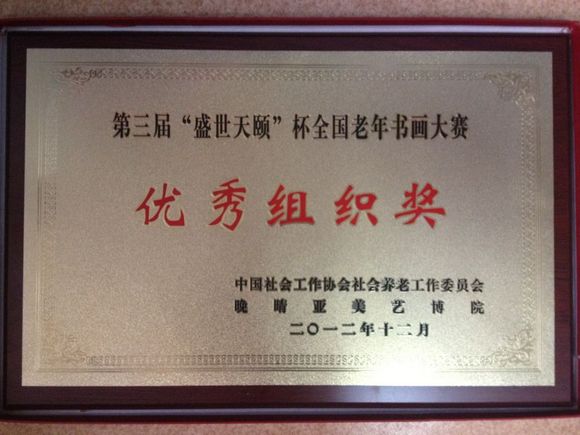 第三届“盛世天颐”杯全国老年书画大赛
优秀组织奖
中国社会工作协会社会养老工作委员会
晚晴亚美艺博院
二〇一二年十二月